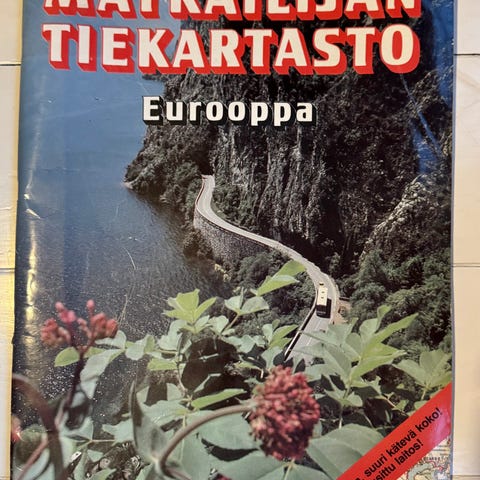 MATKAILIJAN
TIEKARTASTO
Eurooppa
suuri kätevä koko!
laitos!